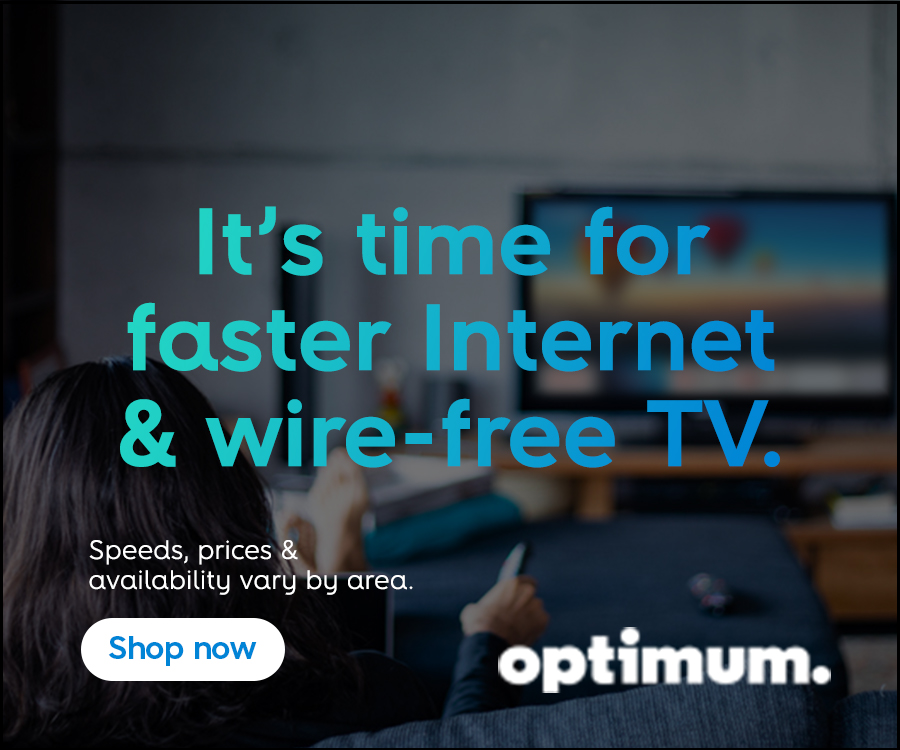 It's time for
faster Internet
& wire-free TV.
Speeds, prices &
availability vary by area.
Shop now
optimum.